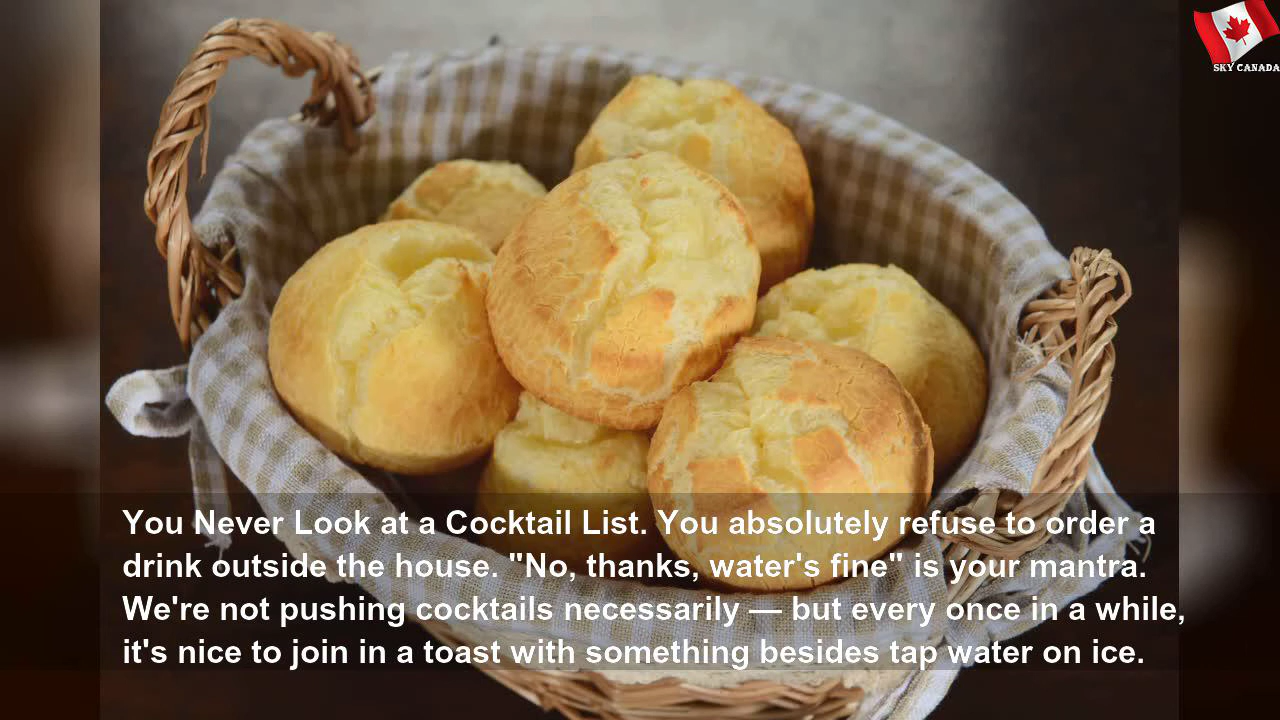 SKY CANADA
You Never Look at a Cocktail List. You absolutely refuse to order a
drink outside the house. "No, thanks, water's fine" is your mantra.
We're not pushing cocktails necessarily — but every once in a while,
it's nice to join in a toast with something besides tap water on ice.